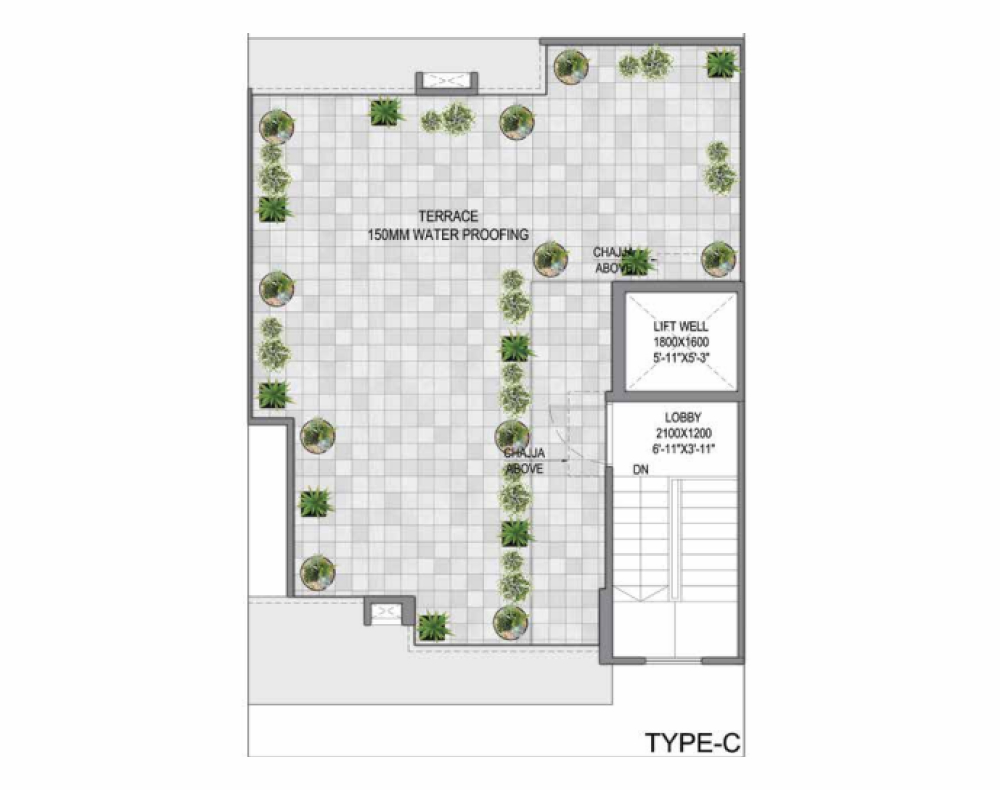 TERRACE
150MM WATER PROOFING
CHAJJA
ABOVE
LIFT WELL
1800X1600
5'-11"X5'-3"
LOBBY
2100X1200
6'-11"X3'-11"
DN
CHAJJA
ABOVE
TYPE-C